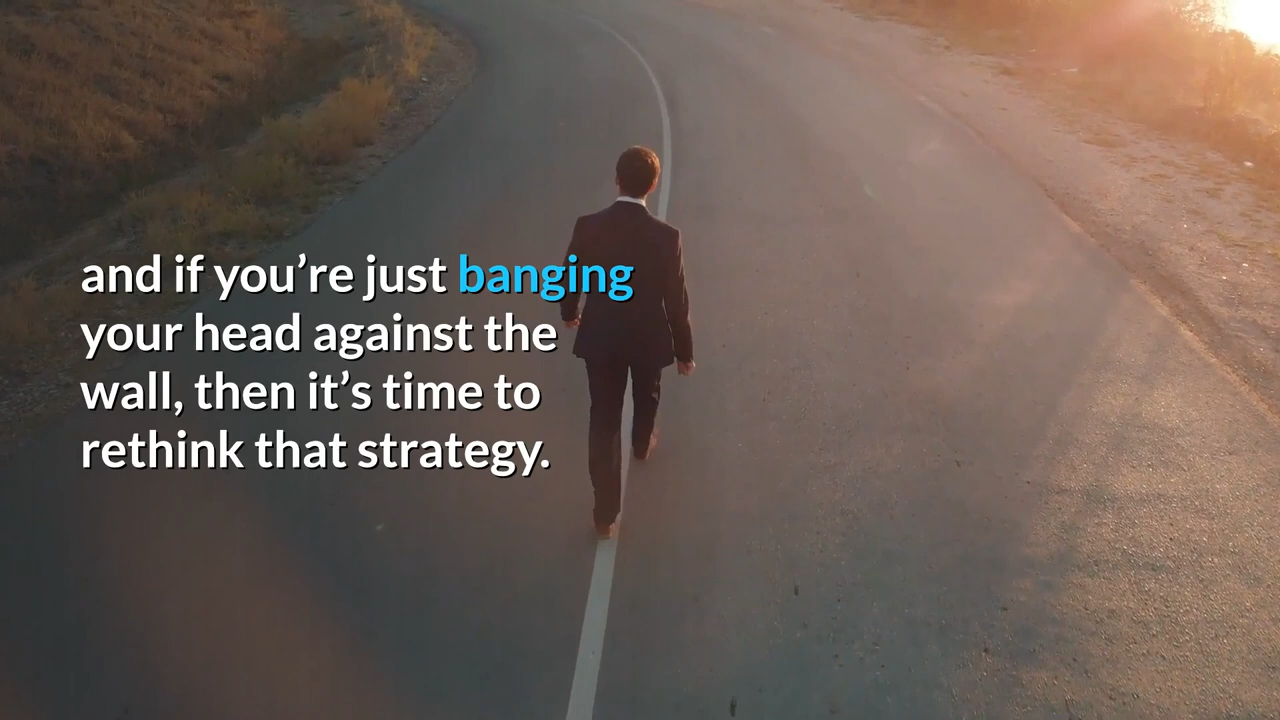 and if you’re just banging
your head against the
wall, then it’s time to
rethink that strategy.